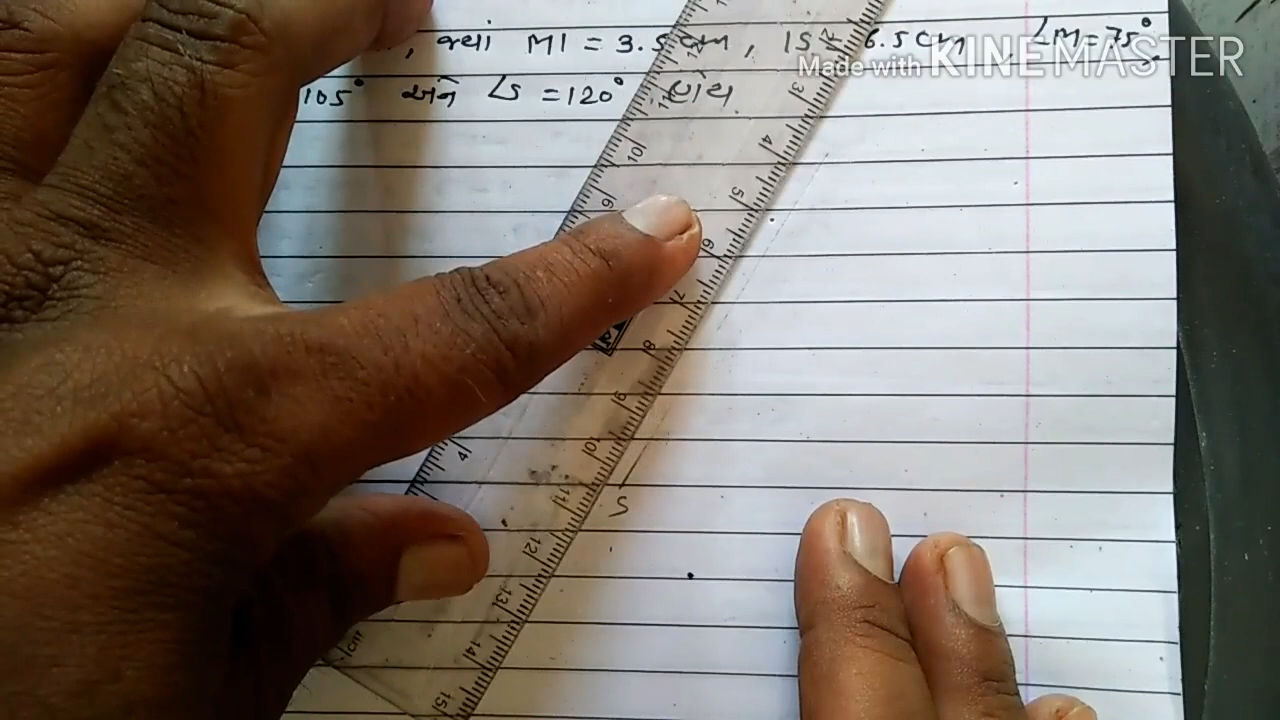 , જ્યાં MI = 3.5 cm, IS = 6.5 cm ∠M=75°
Made with KINEMASTER
105° અને ∠S =120° હોય.
S